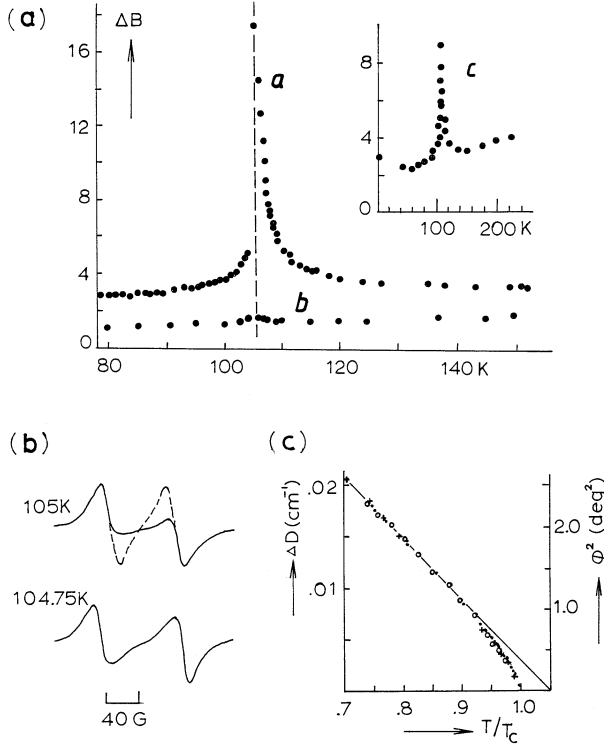 (a)
ΔB
16
12
8
4
0
80
100
120
140 K
a
b
8
4
0
100
200 K
c
(b)
105K
104.75K
40 G
(c)
ΔD (cm⁻¹)
.02
.01
.7
.8
.9
1.0
T/Tc
2.0
1.0
Φ² (deg²)